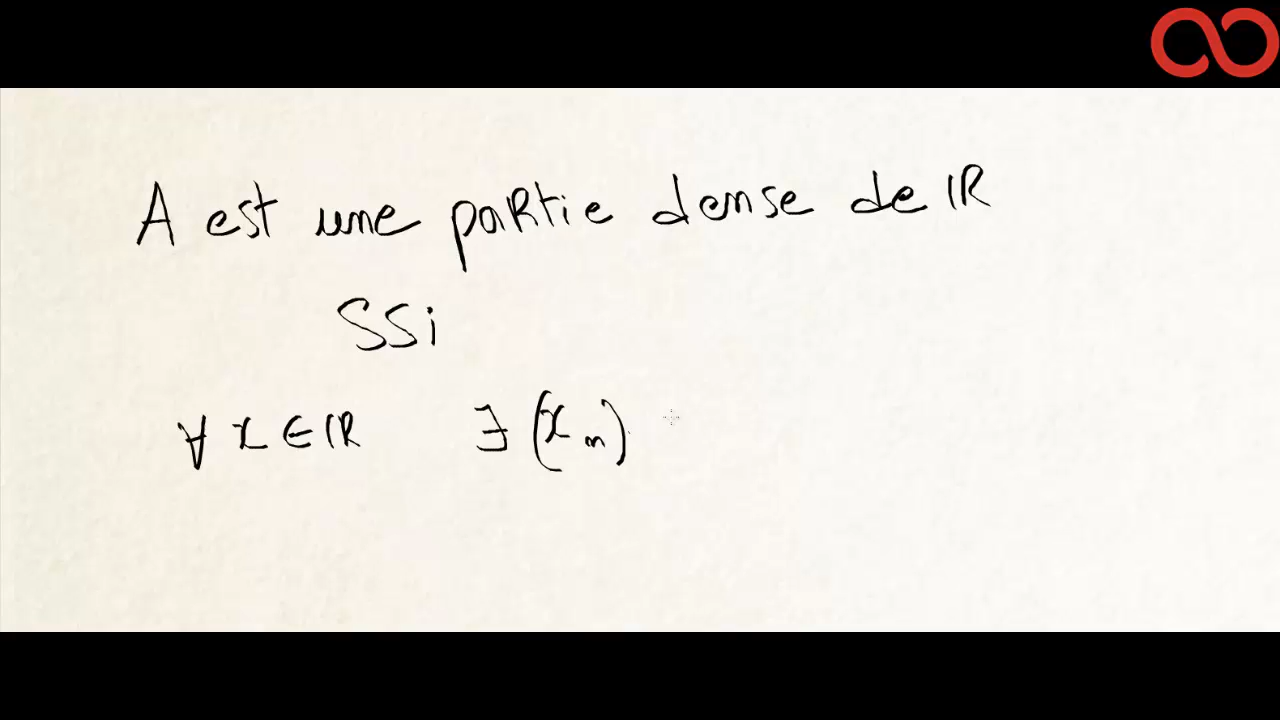 A est une partie dense de ℝ
SSi
∀ x ∈ ℝ ∃ (xₙ)